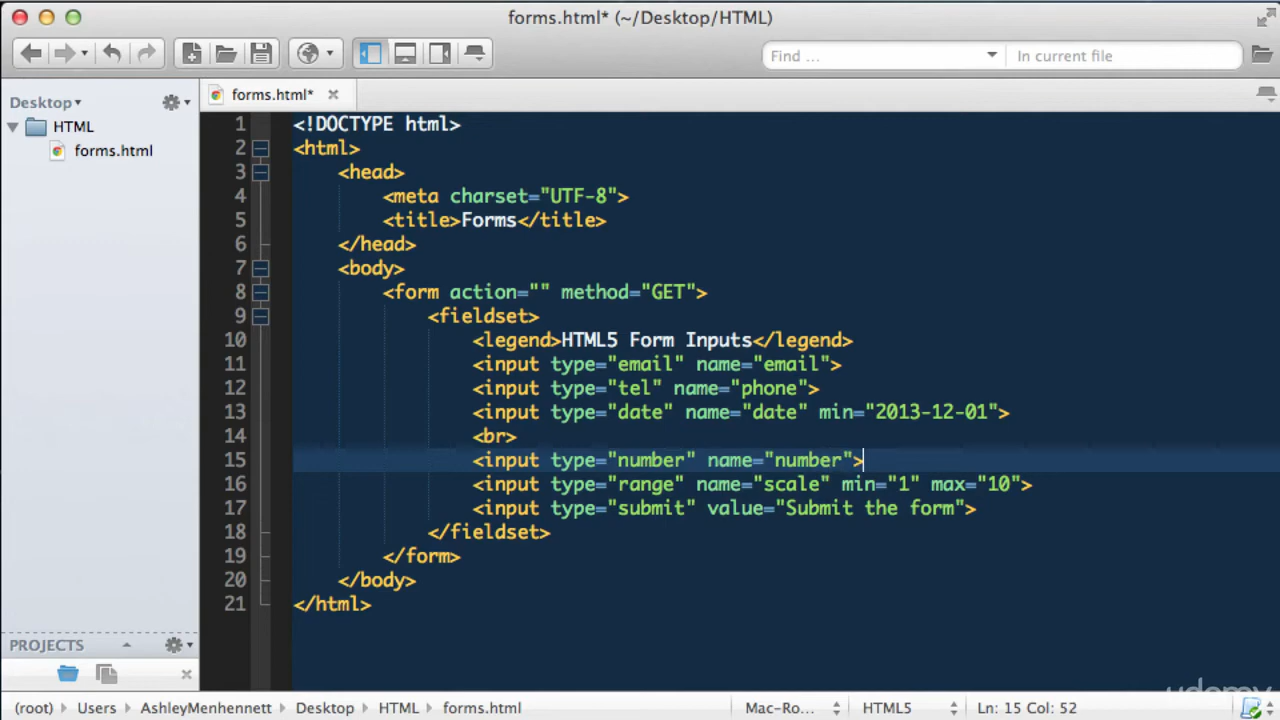 forms.html* (~/Desktop/HTML)
Find ...
In current file
Desktop
forms.html*
HTML
forms.html
1 <!DOCTYPE html>
2 <html>
3 <head>
4 <meta charset="UTF-8">
5 <title>Forms</title>
6 </head>
7 <body>
8 <form action="" method="GET">
9 <fieldset>
10 <legend>HTML5 Form Inputs</legend>
11 <input type="email" name="email">
12 <input type="tel" name="phone">
13 <input type="date" name="date" min="2013-12-01">
14 <br>
15 <input type="number" name="number">
16 <input type="range" name="scale" min="1" max="10">
17 <input type="submit" value="Submit the form">
18 </fieldset>
19 </form>
20 </body>
21 </html>
PROJECTS
udemy
(root) Users AshleyMenhennett Desktop HTML forms.html Mac-Ro... HTML5 Ln: 15 Col: 52